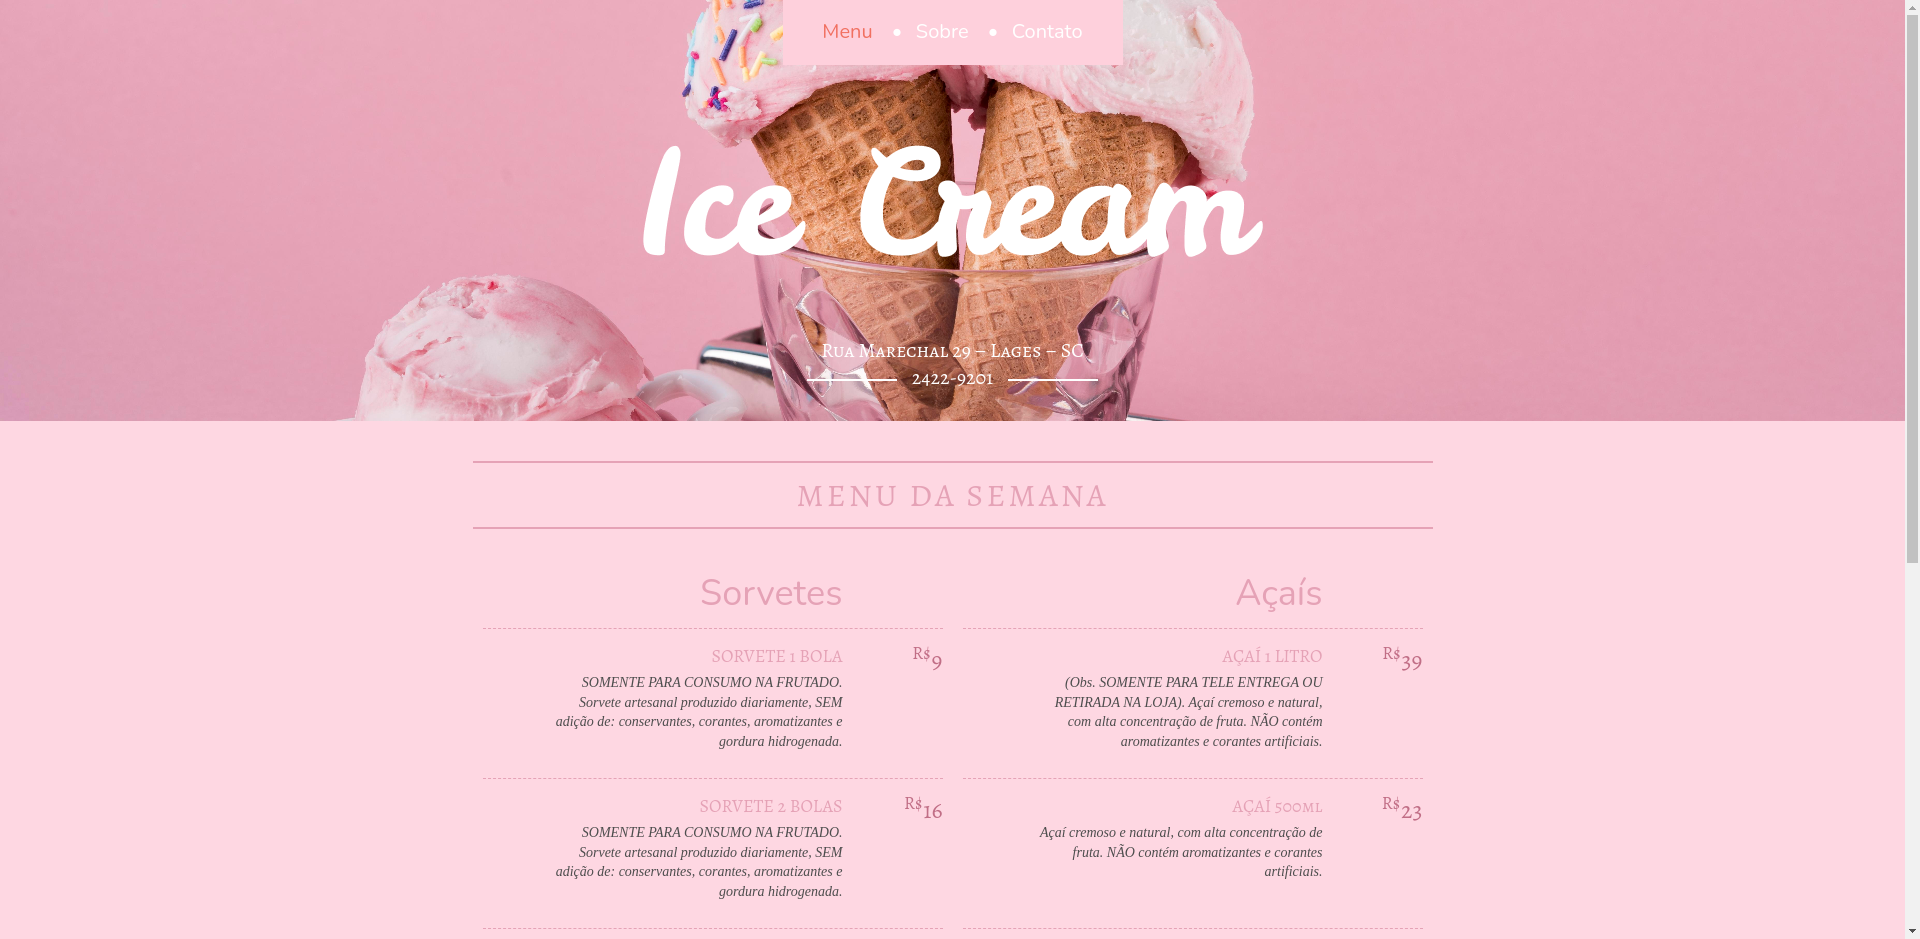 Menu • Sobre • Contato
Ice Cream
Rua Marechal 29 – Lages – SC
2422-9201
MENU DA SEMANA
Sorvetes
SORVETE 1 BOLA R$9
SOMENTE PARA CONSUMO NA FRUTADO.
Sorvete artesanal produzido diariamente, SEM
adição de: conservantes, corantes, aromatizantes e
gordura hidrogenada.
SORVETE 2 BOLAS R$16
SOMENTE PARA CONSUMO NA FRUTADO.
Sorvete artesanal produzido diariamente, SEM
adição de: conservantes, corantes, aromatizantes e
gordura hidrogenada.
Açaís
AÇAÍ 1 LITRO R$39
(Obs. SOMENTE PARA TELE ENTREGA OU
RETIRADA NA LOJA). Açaí cremoso e natural,
com alta concentração de fruta. NÃO contém
aromatizantes e corantes artificiais.
AÇAÍ 500ml R$23
Açaí cremoso e natural, com alta concentração de
fruta. NÃO contém aromatizantes e corantes
artificiais.